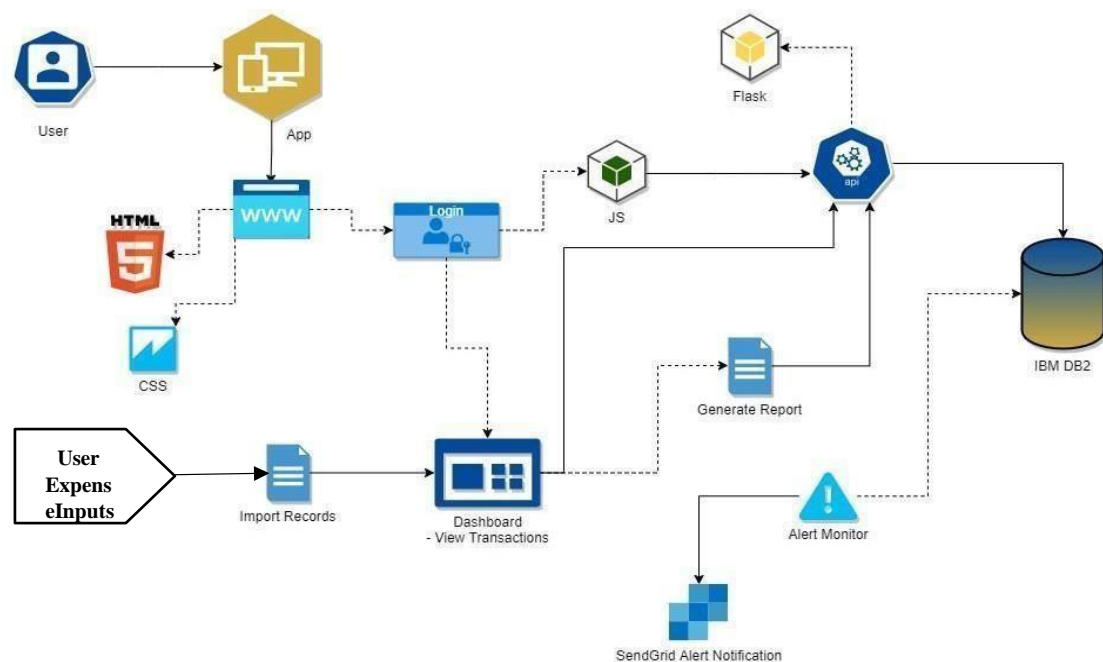 User
App
Flask
api
JS
Login
WWW
HTML
5
CSS
IBM DB2
Generate Report
User
Expens
eInputs
Import Records
Dashboard
- View Transactions
!
Alert Monitor
SendGrid Alert Notification